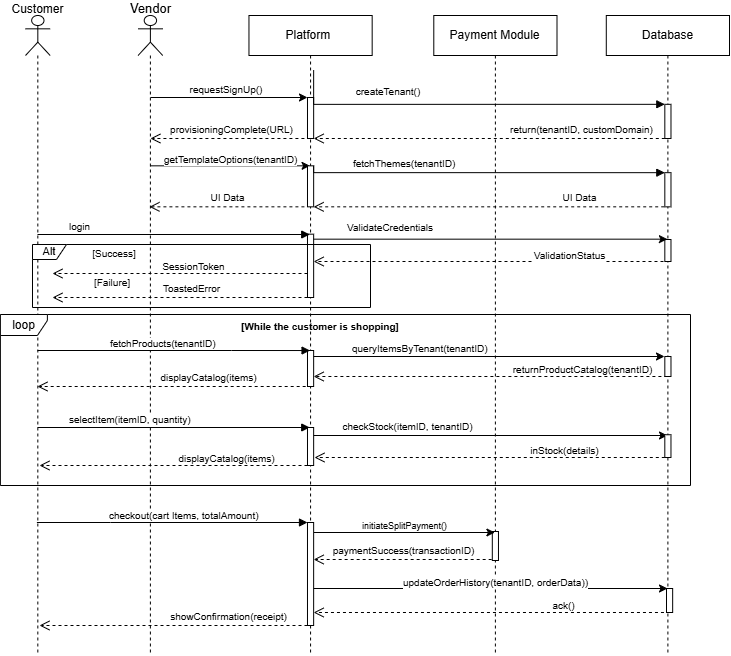 Customer
Vendor
Platform
Payment Module
Database
requestSignUp()
createTenant()
provisioningComplete(URL)
return(tenantID, customDomain)
getTemplateOptions(tenantID)
fetchThemes(tenantID)
UI Data
UI Data
login
ValidateCredentials
Alt
[Success]
ValidationStatus
SessionToken
[Failure]
ToastedError
loop
[While the customer is shopping]
fetchProducts(tenantID)
queryItemsByTenant(tenantID)
returnProductCatalog(tenantID)
displayCatalog(items)
selectItem(itemID, quantity)
checkStock(itemID, tenantID)
inStock(details)
displayCatalog(items)
checkout(cart Items, totalAmount)
initiateSplitPayment()
paymentSuccess(transactionID)
updateOrderHistory(tenantID, orderData))
ack()
showConfirmation(receipt)